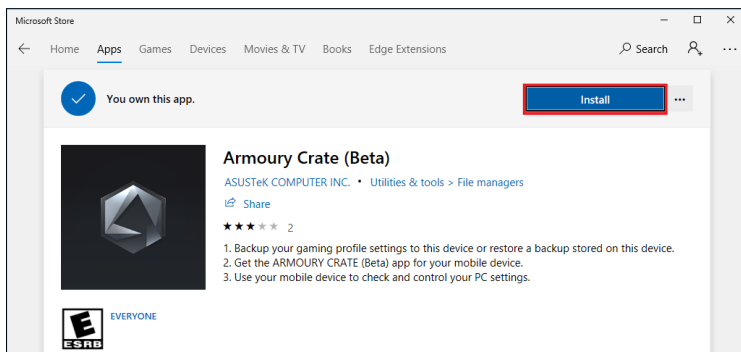 Microsoft Store
Home Apps Games Devices Movies & TV Books Edge Extensions Search
You own this app. Install
Armoury Crate (Beta)
ASUSTeK COMPUTER INC. • Utilities & tools > File managers
Share
2
1. Backup your gaming profile settings to this device or restore a backup stored on this device.
2. Get the ARMOURY CRATE (Beta) app for your mobile device.
3. Use your mobile device to check and control your PC settings.
E EVERYONE
ESRB